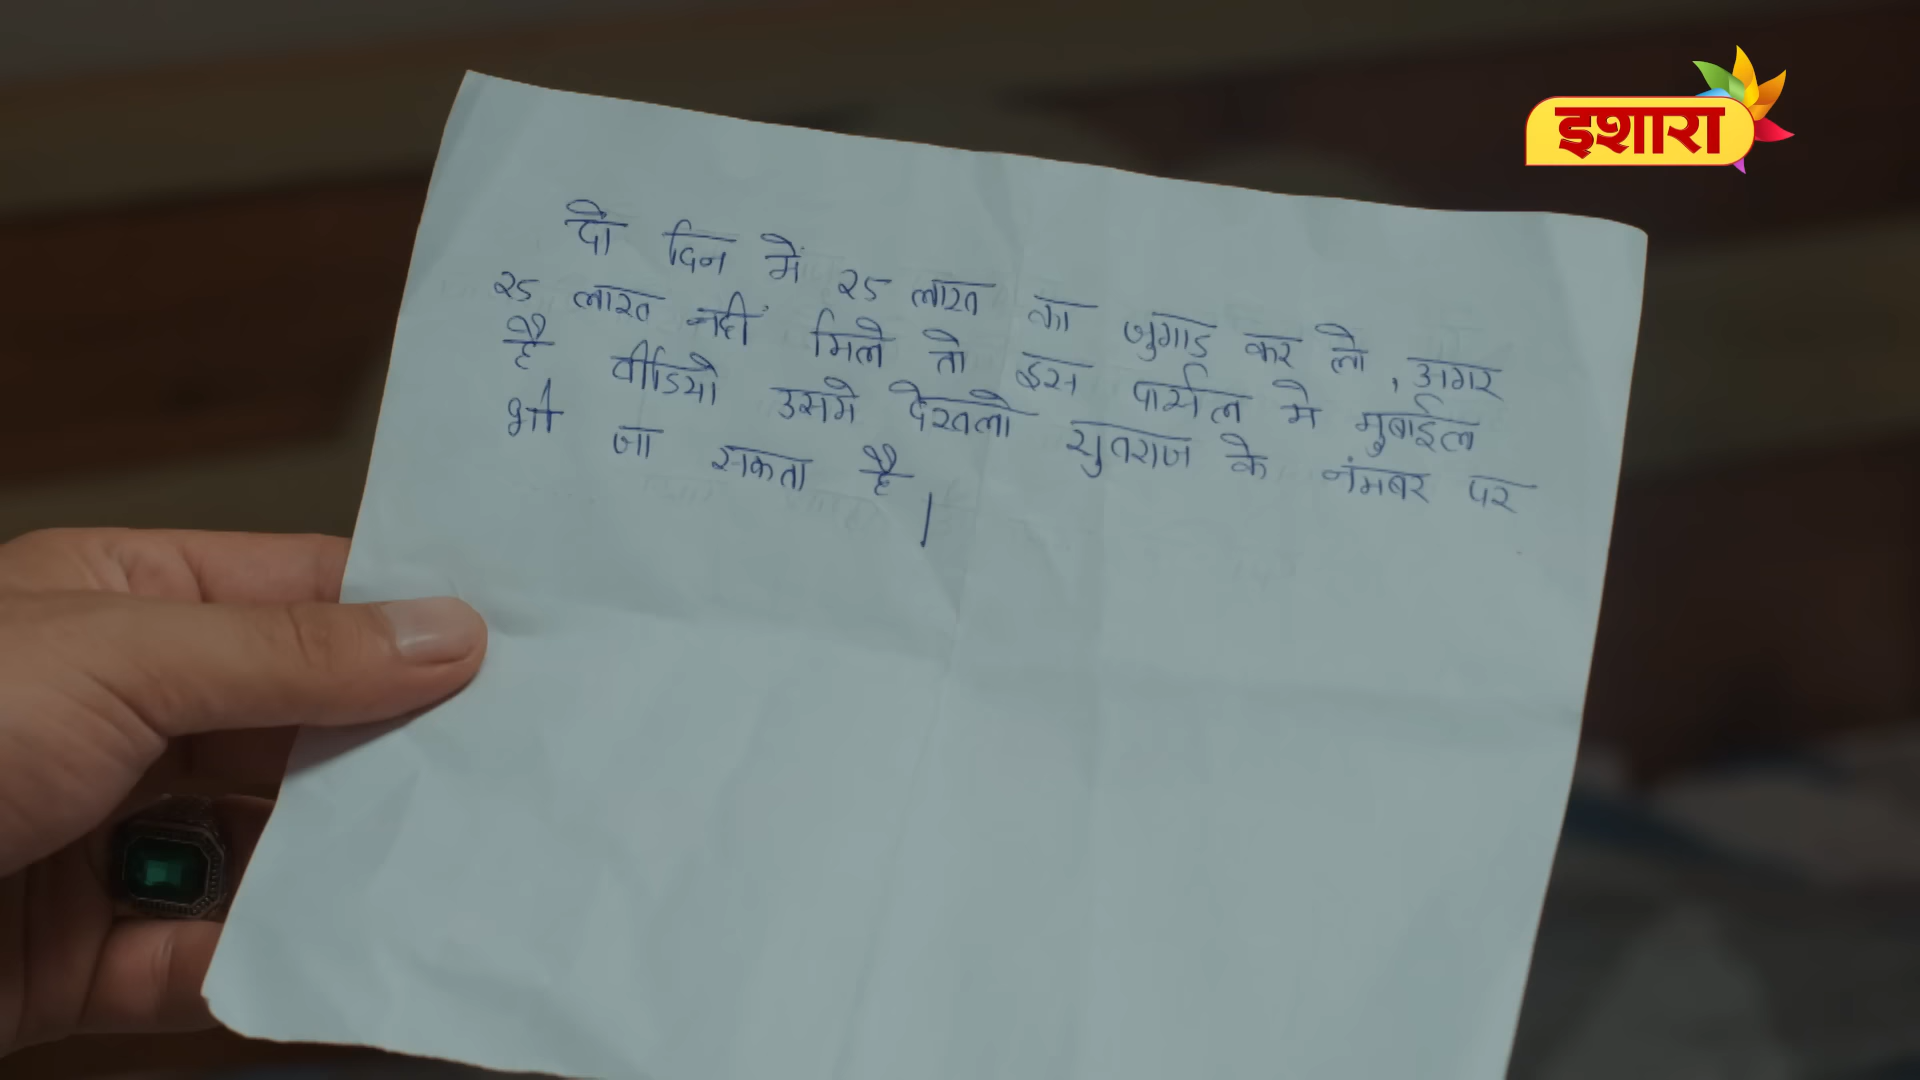 इशारा
दो दिन में २५ लाख का जुगाड़ कर लो, अगर
२५ लाख नहीं मिले तो इस पार्सल मे मुबाईल
है, वीडियो उसमे देखलो युवराज के नंमबर पर
भी जा सकता है।